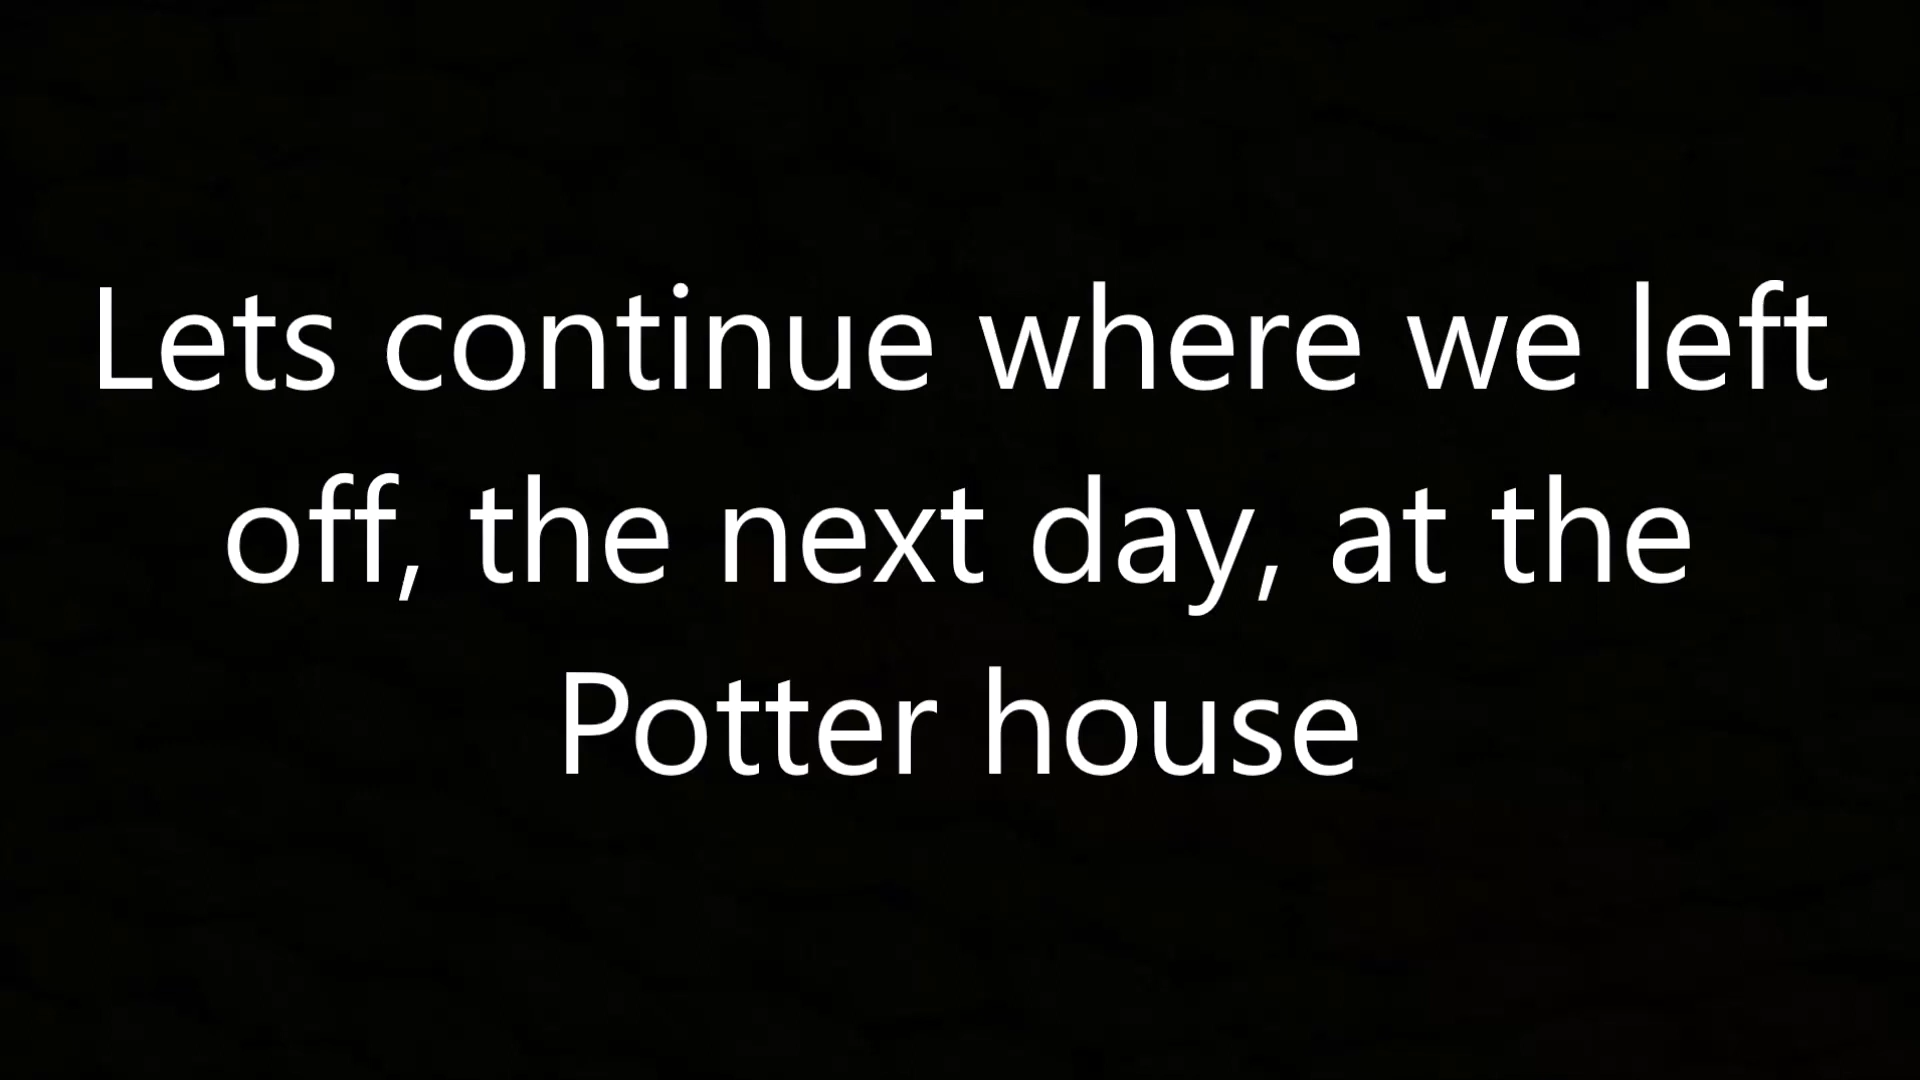 Lets continue where we left
off, the next day, at the
Potter house